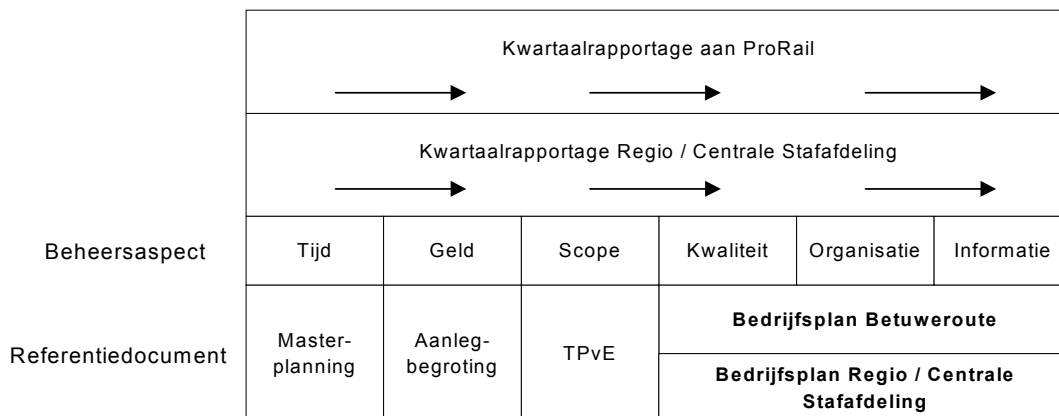 Kwartaalrapportage aan ProRail
Kwartaalrapportage Regio / Centrale Stafafdeling
Beheersaspect
Tijd
Geld
Scope
Kwaliteit
Organisatie
Informatie
Referentiedocument
Master-
planning
Aanleg-
begroting
TPvE
Bedrijfsplan Betuweroute
Bedrijfsplan Regio / Centrale
Stafafdeling